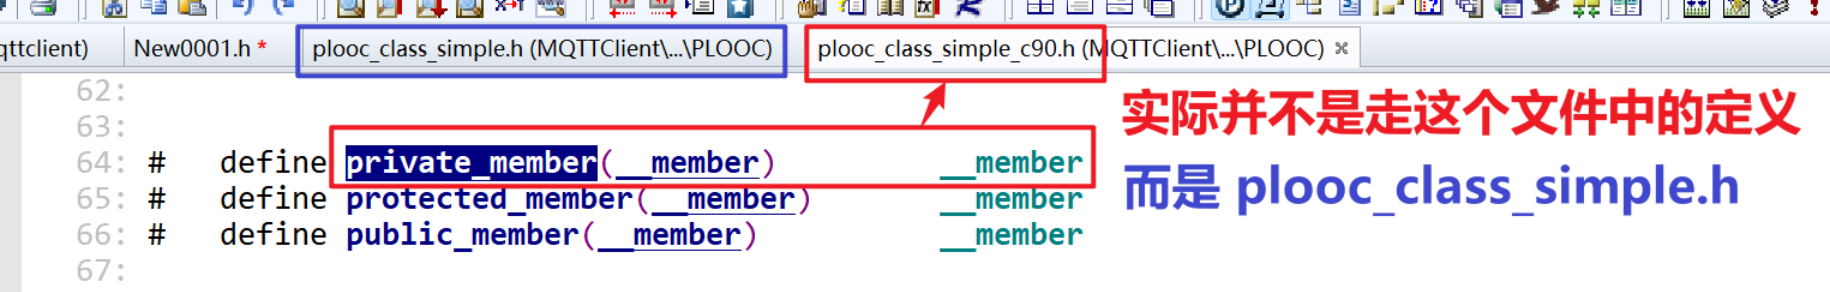 qttclient)
New0001.h *
plooc_class_simple.h (MQTTClient\...\PLOOC)
plooc_class_simple_c90.h (MQTTClient\...\PLOOC)
62:
63:
实际并不是走这个文件中的定义
64: # define private_member(__member) __member
而是 plooc_class_simple.h
65: # define protected_member(__member) __member
66: # define public_member(__member) __member
67: